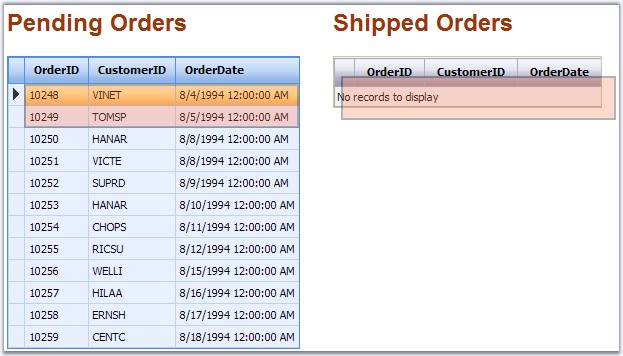 Pending Orders
OrderID CustomerID OrderDate
10248 VINET 8/4/1994 12:00:00 AM
10249 TOMSP 8/5/1994 12:00:00 AM
10250 HANAR 8/8/1994 12:00:00 AM
10251 VICTE 8/8/1994 12:00:00 AM
10252 SUPRD 8/9/1994 12:00:00 AM
10253 HANAR 8/10/1994 12:00:00 AM
10254 CHOPS 8/11/1994 12:00:00 AM
10255 RICSU 8/12/1994 12:00:00 AM
10256 WELLI 8/15/1994 12:00:00 AM
10257 HILAA 8/16/1994 12:00:00 AM
10258 ERNSH 8/17/1994 12:00:00 AM
10259 CENTC 8/18/1994 12:00:00 AM
Shipped Orders
OrderID CustomerID OrderDate
No records to display